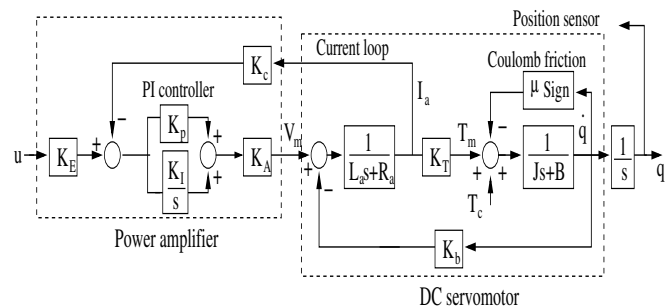 Position sensor
Current loop
Coulomb friction
K_c
μ Sign
PI controller
I_a
K_p
V_m
T_m
q̇
u
K_E
K_I
s
K_A
1
L_as+R_a
K_T
1
Js+B
1
s
q
T_c
K_b
Power amplifier
DC servomotor